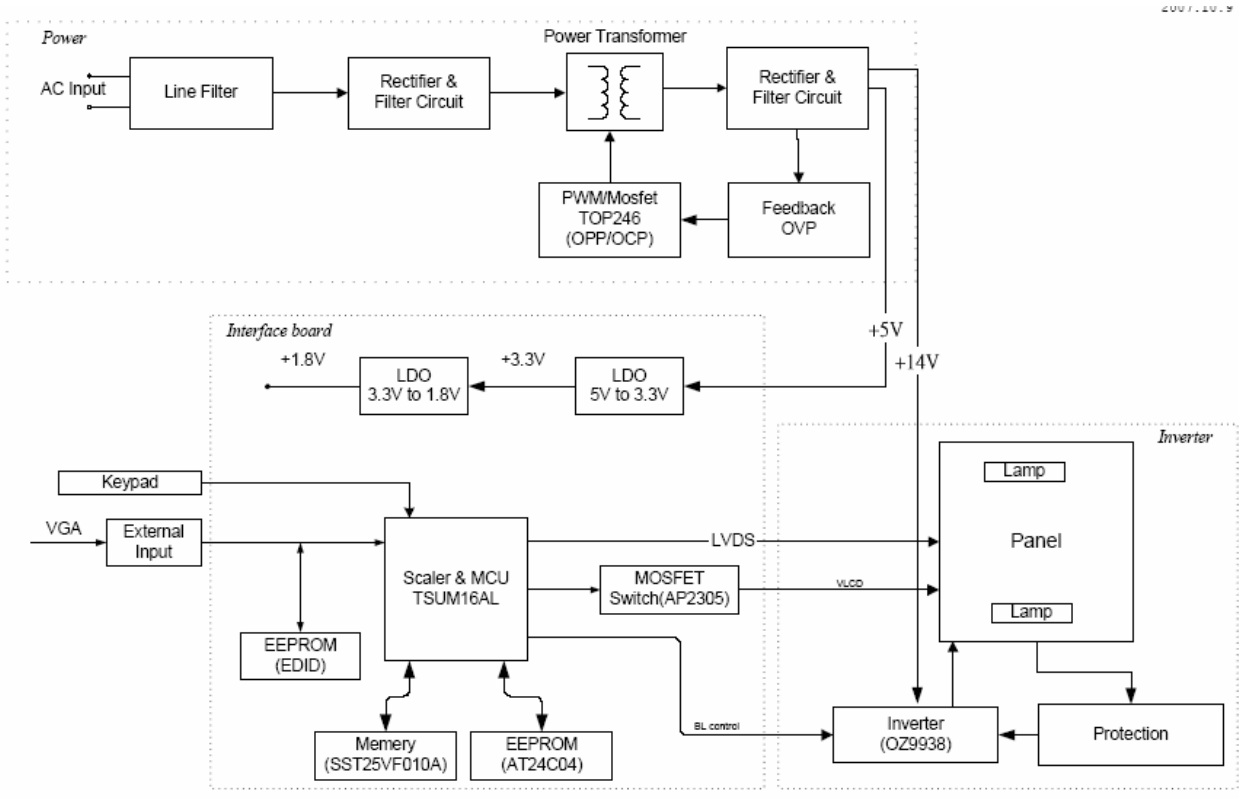 2007.10.9
Power
Power Transformer
AC Input
Line Filter
Rectifier &
Filter Circuit
Rectifier &
Filter Circuit
PWM/Mosfet
TOP246
(OPP/OCP)
Feedback
OVP
+5V
+14V
Interface board
+1.8V
LDO
3.3V to 1.8V
+3.3V
LDO
5V to 3.3V
Inverter
Keypad
VGA
External
Input
Scaler & MCU
TSUM16AL
EEPROM
(EDID)
Memery
(SST25VF010A)
EEPROM
(AT24C04)
LVDS
MOSFET
Switch(AP2305)
VLCD
BL control
Lamp
Panel
Lamp
Inverter
(OZ9938)
Protection